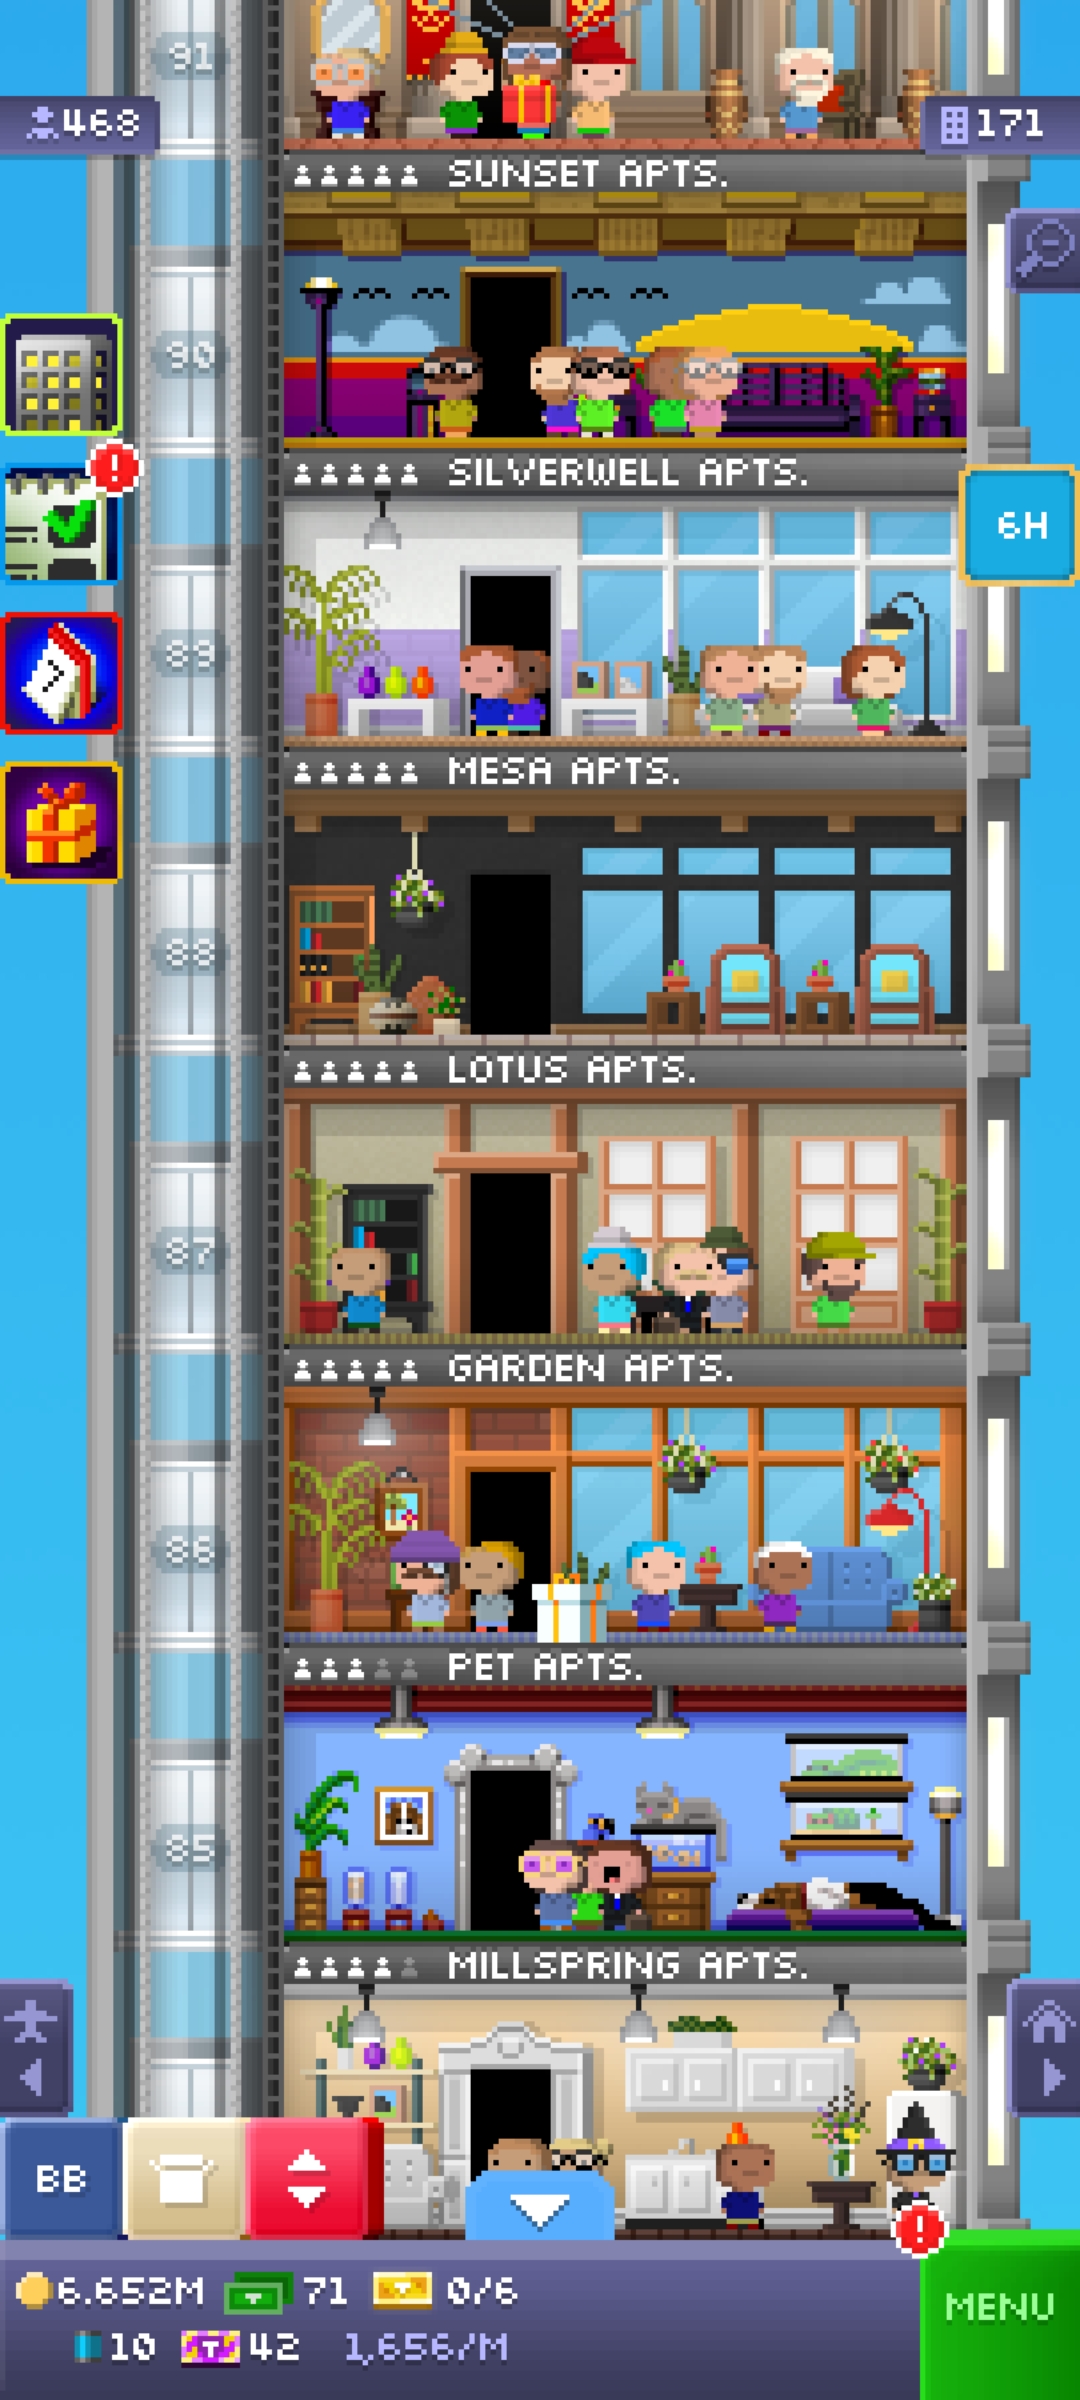 91
468
171
SUNSET APTS.
90
SILVERWELL APTS.
6H
89
MESA APTS.
88
LOTUS APTS.
87
GARDEN APTS.
86
PET APTS.
85
MILLSPRING APTS.
BB
6.652M 71 0/6
MENU
10 T 42 1,656/M